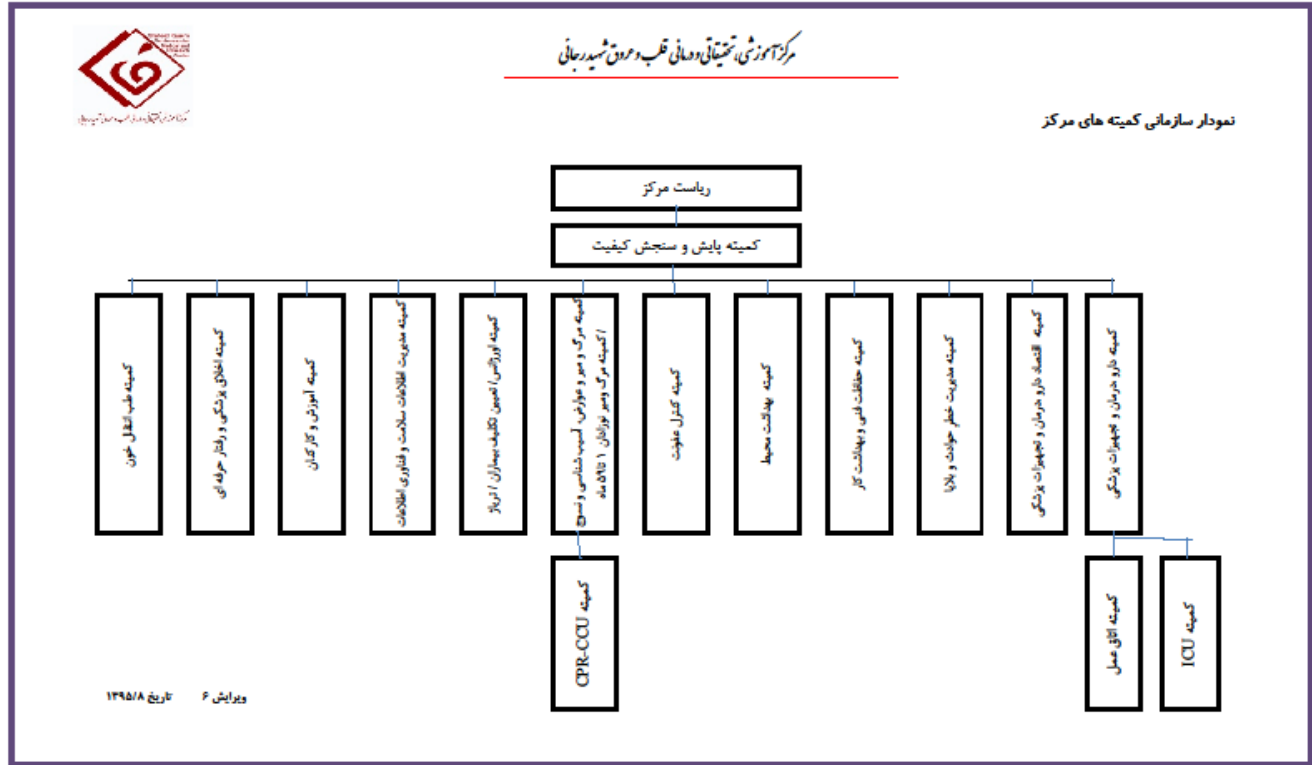 مرکز آموزشی، تحقیقاتی و درمانی قلب و عروق شهید رجائی
نمودار سازمانی کمیته های مرکز
ریاست مرکز
کمیته پایش و سنجش کیفیت
کمیته دارو درمان و تجهیزات پزشکی
کمیته اقتصاد دارو درمان و تجهیزات پزشکی
کمیته مدیریت خطر حوادث و بلایا
کمیته حفاظت فنی و بهداشت کار
کمیته بهداشت محیط
کمیته کنترل عفونت
کمیته مرگ و میر و عوارض، آسیب شناسی و نسوج
/ کمیته مرگ ومیر نوزادان ۱ تا۵۹ ماه
کمیته اورژانس/ تعیین تکلیف بیماران / تریاژ
کمیته مدیریت اطلاعات سلامت و فناوری اطلاعات
کمیته آموزش و کارکنان
کمیته اخلاق پزشکی و رفتار حرفه ای
کمیته طب انتقال خون
کمیته ICU
کمیته اتاق عمل
کمیته CPR-CCU
ویرایش ۶ تاریخ ۱۳۹۵/۸